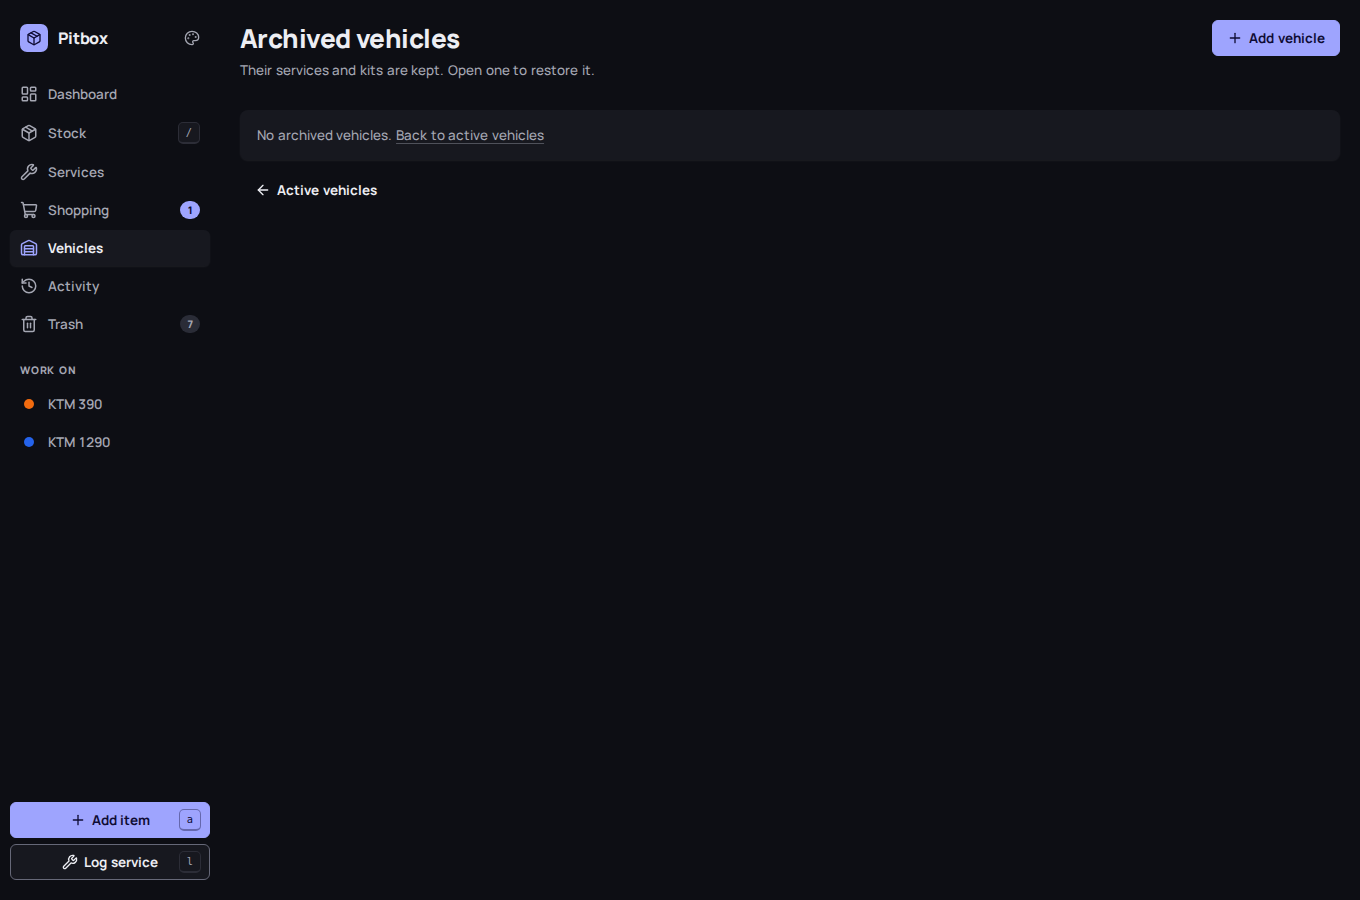 Pitbox
Dashboard
Stock /
Services
Shopping 1
Vehicles
Activity
Trash 7
WORK ON
KTM 390
KTM 1290
Add item a
Log service l
Archived vehicles
Their services and kits are kept. Open one to restore it.
Add vehicle
No archived vehicles. Back to active vehicles
Active vehicles